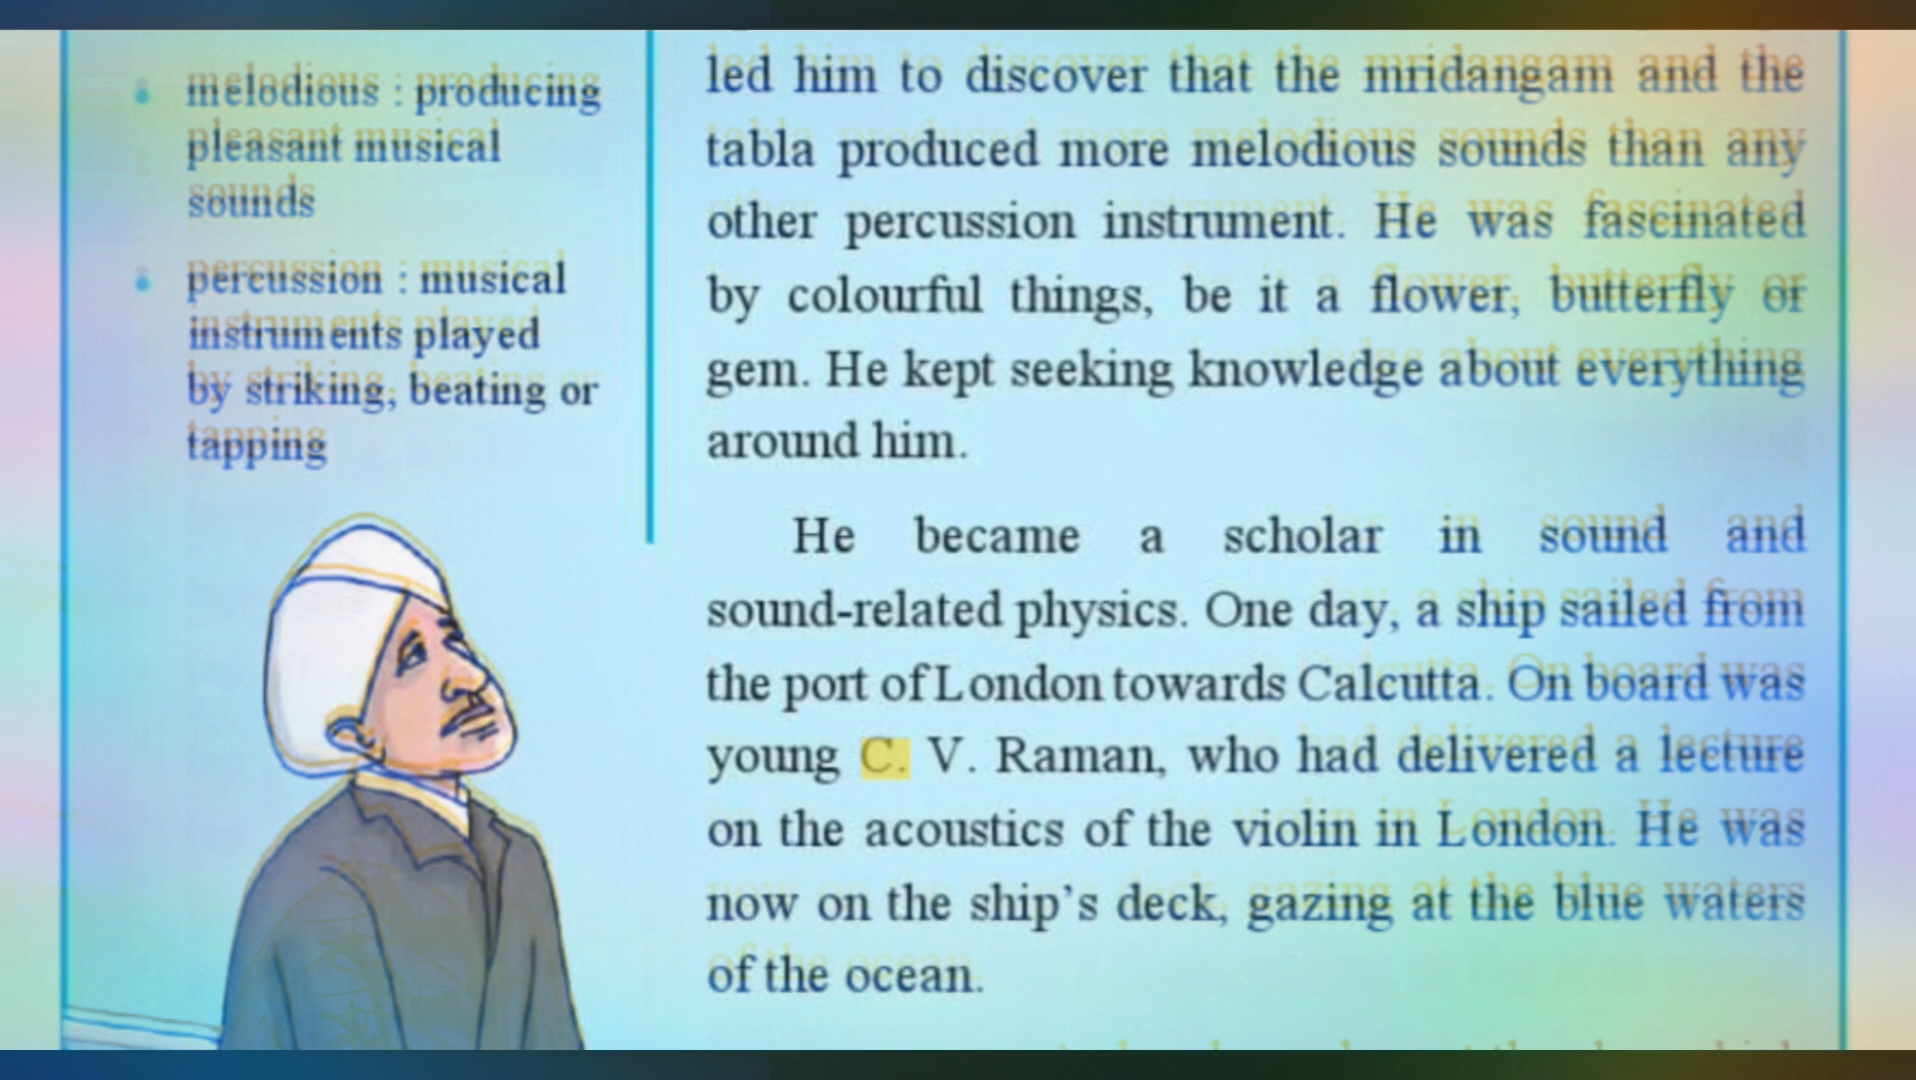 melodious : producing
pleasant musical
sounds
percussion : musical
instruments played
by striking, beating or
tapping
led him to discover that the mridangam and the
tabla produced more melodious sounds than any
other percussion instrument. He was fascinated
by colourful things, be it a flower, butterfly or
gem. He kept seeking knowledge about everything
around him.
He became a scholar in sound and
sound-related physics. One day, a ship sailed from
the port of London towards Calcutta. On board was
young C. V. Raman, who had delivered a lecture
on the acoustics of the violin in London. He was
now on the ship's deck, gazing at the blue waters
of the ocean.